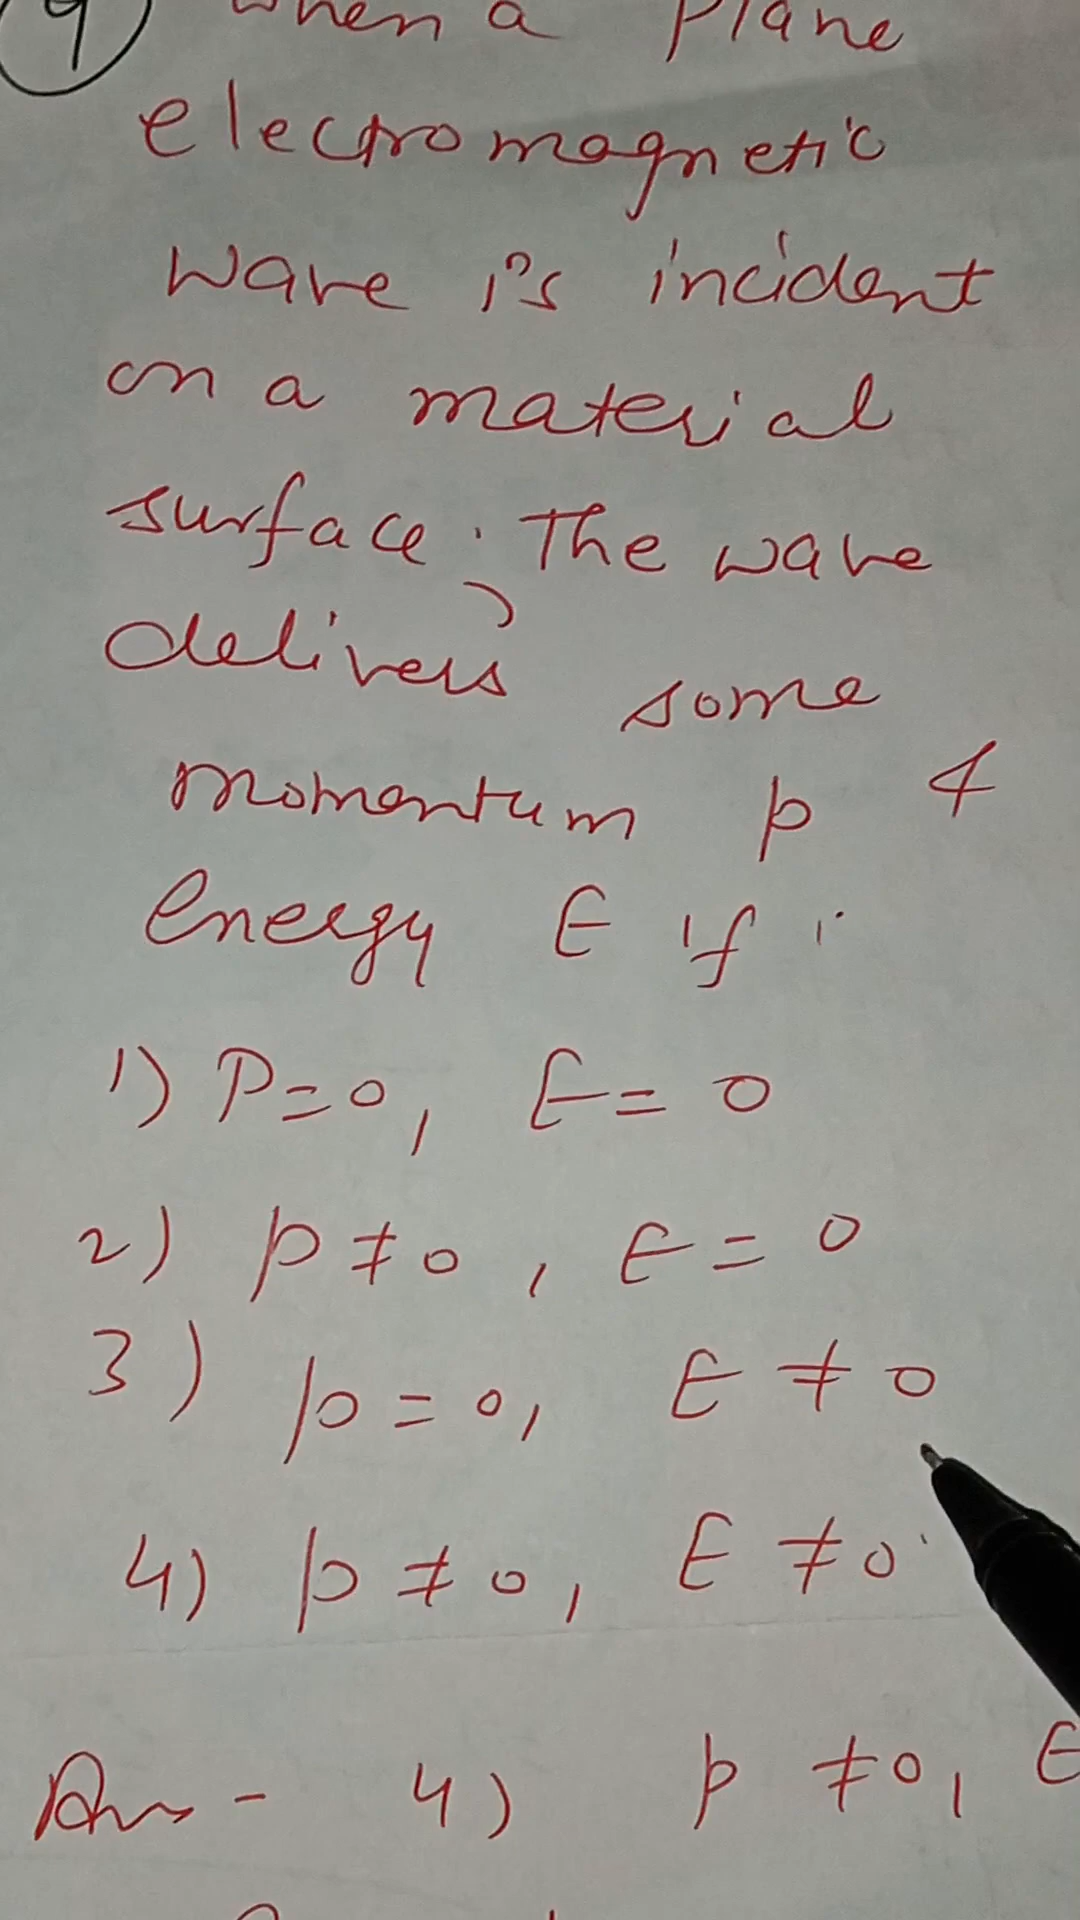 9) When a plane
electromagnetic
wave is incident
on a material
surface. The wave
delivers some
momentum p &
energy E if :
1) P=0, E=0
2) p≠0, E=0
3) p=0, E≠0
4) p≠0, E≠0
Ans- 4) p≠0, E